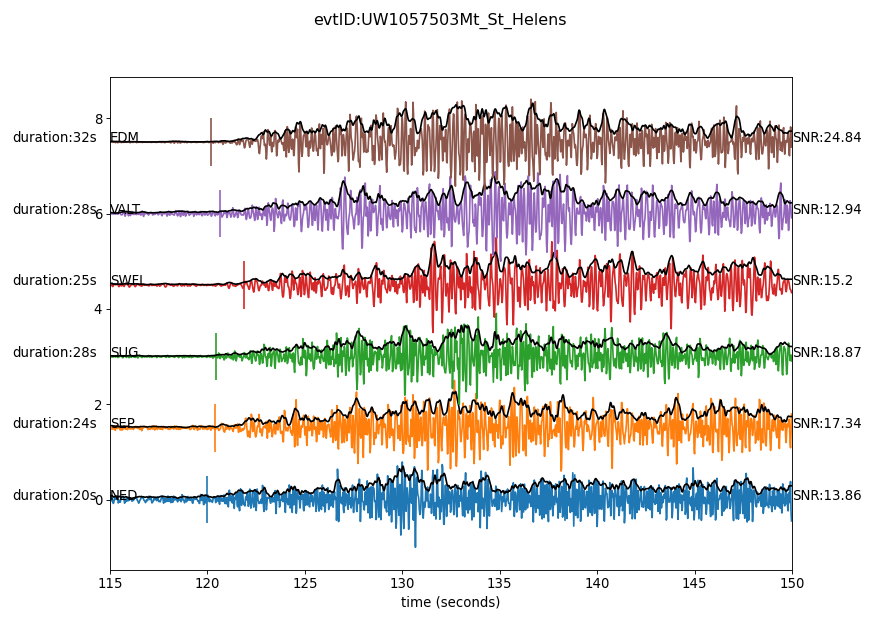 evtID:UW1057503Mt_St_Helens
8
duration:32s EDM SNR:24.84
duration:28s VALT SNR:12.94
6
duration:25s SWFL SNR:15.2
4
duration:28s SUG SNR:18.87
2
duration:24s SEP SNR:17.34
duration:20s NED SNR:13.86
0
115 120 125 130 135 140 145 150
time (seconds)